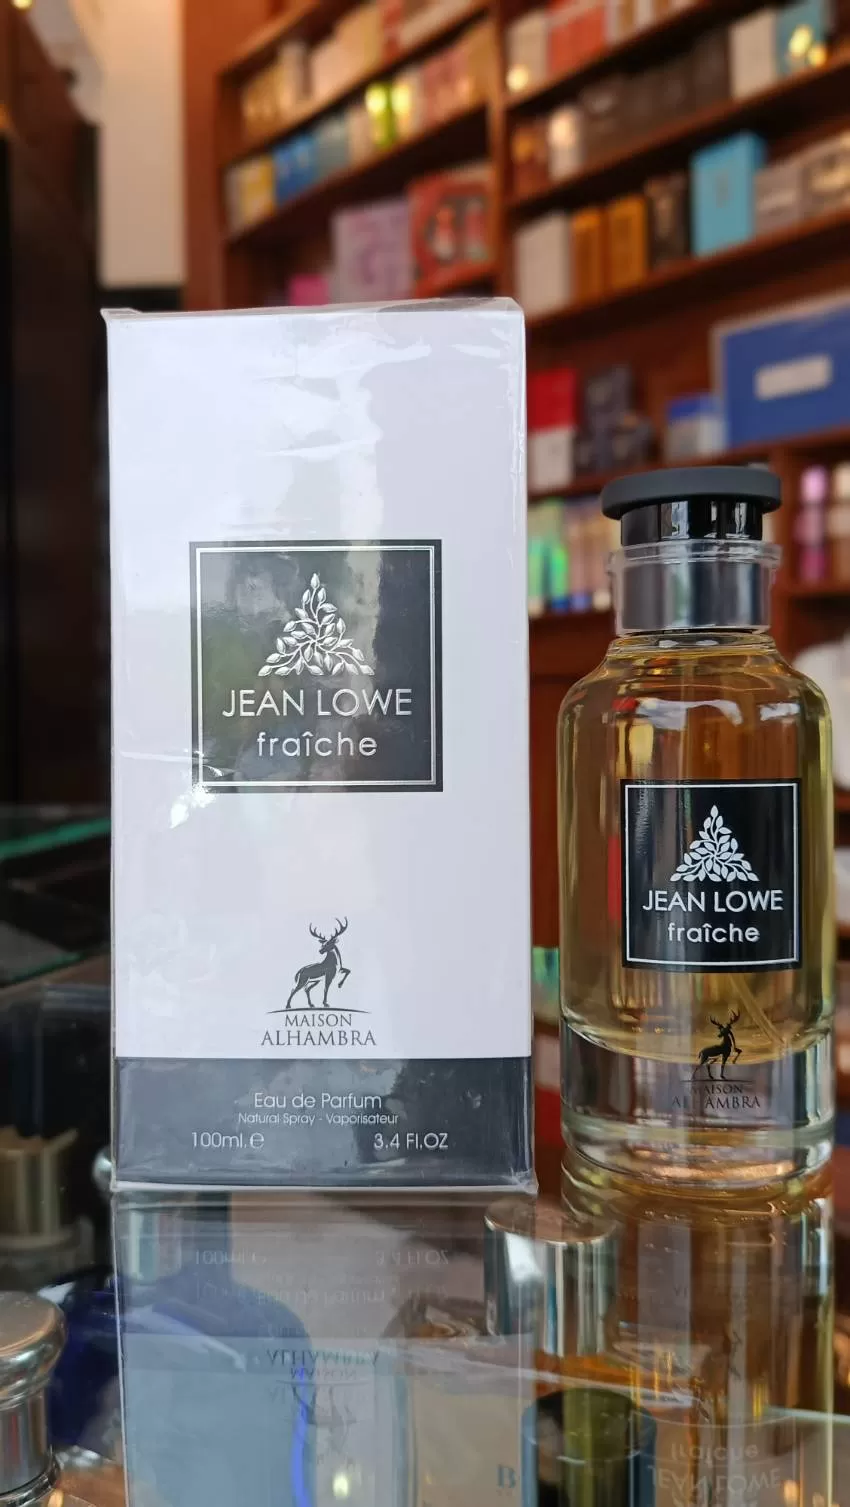 JEAN LOWE
fraîche
MAISON
ALHAMBRA
Eau de Parfum
Natural Spray - Vaporisateur
100ml.e 3.4 Fl.OZ
JEAN LOWE
fraîche
MAISON
ALHAMBRA